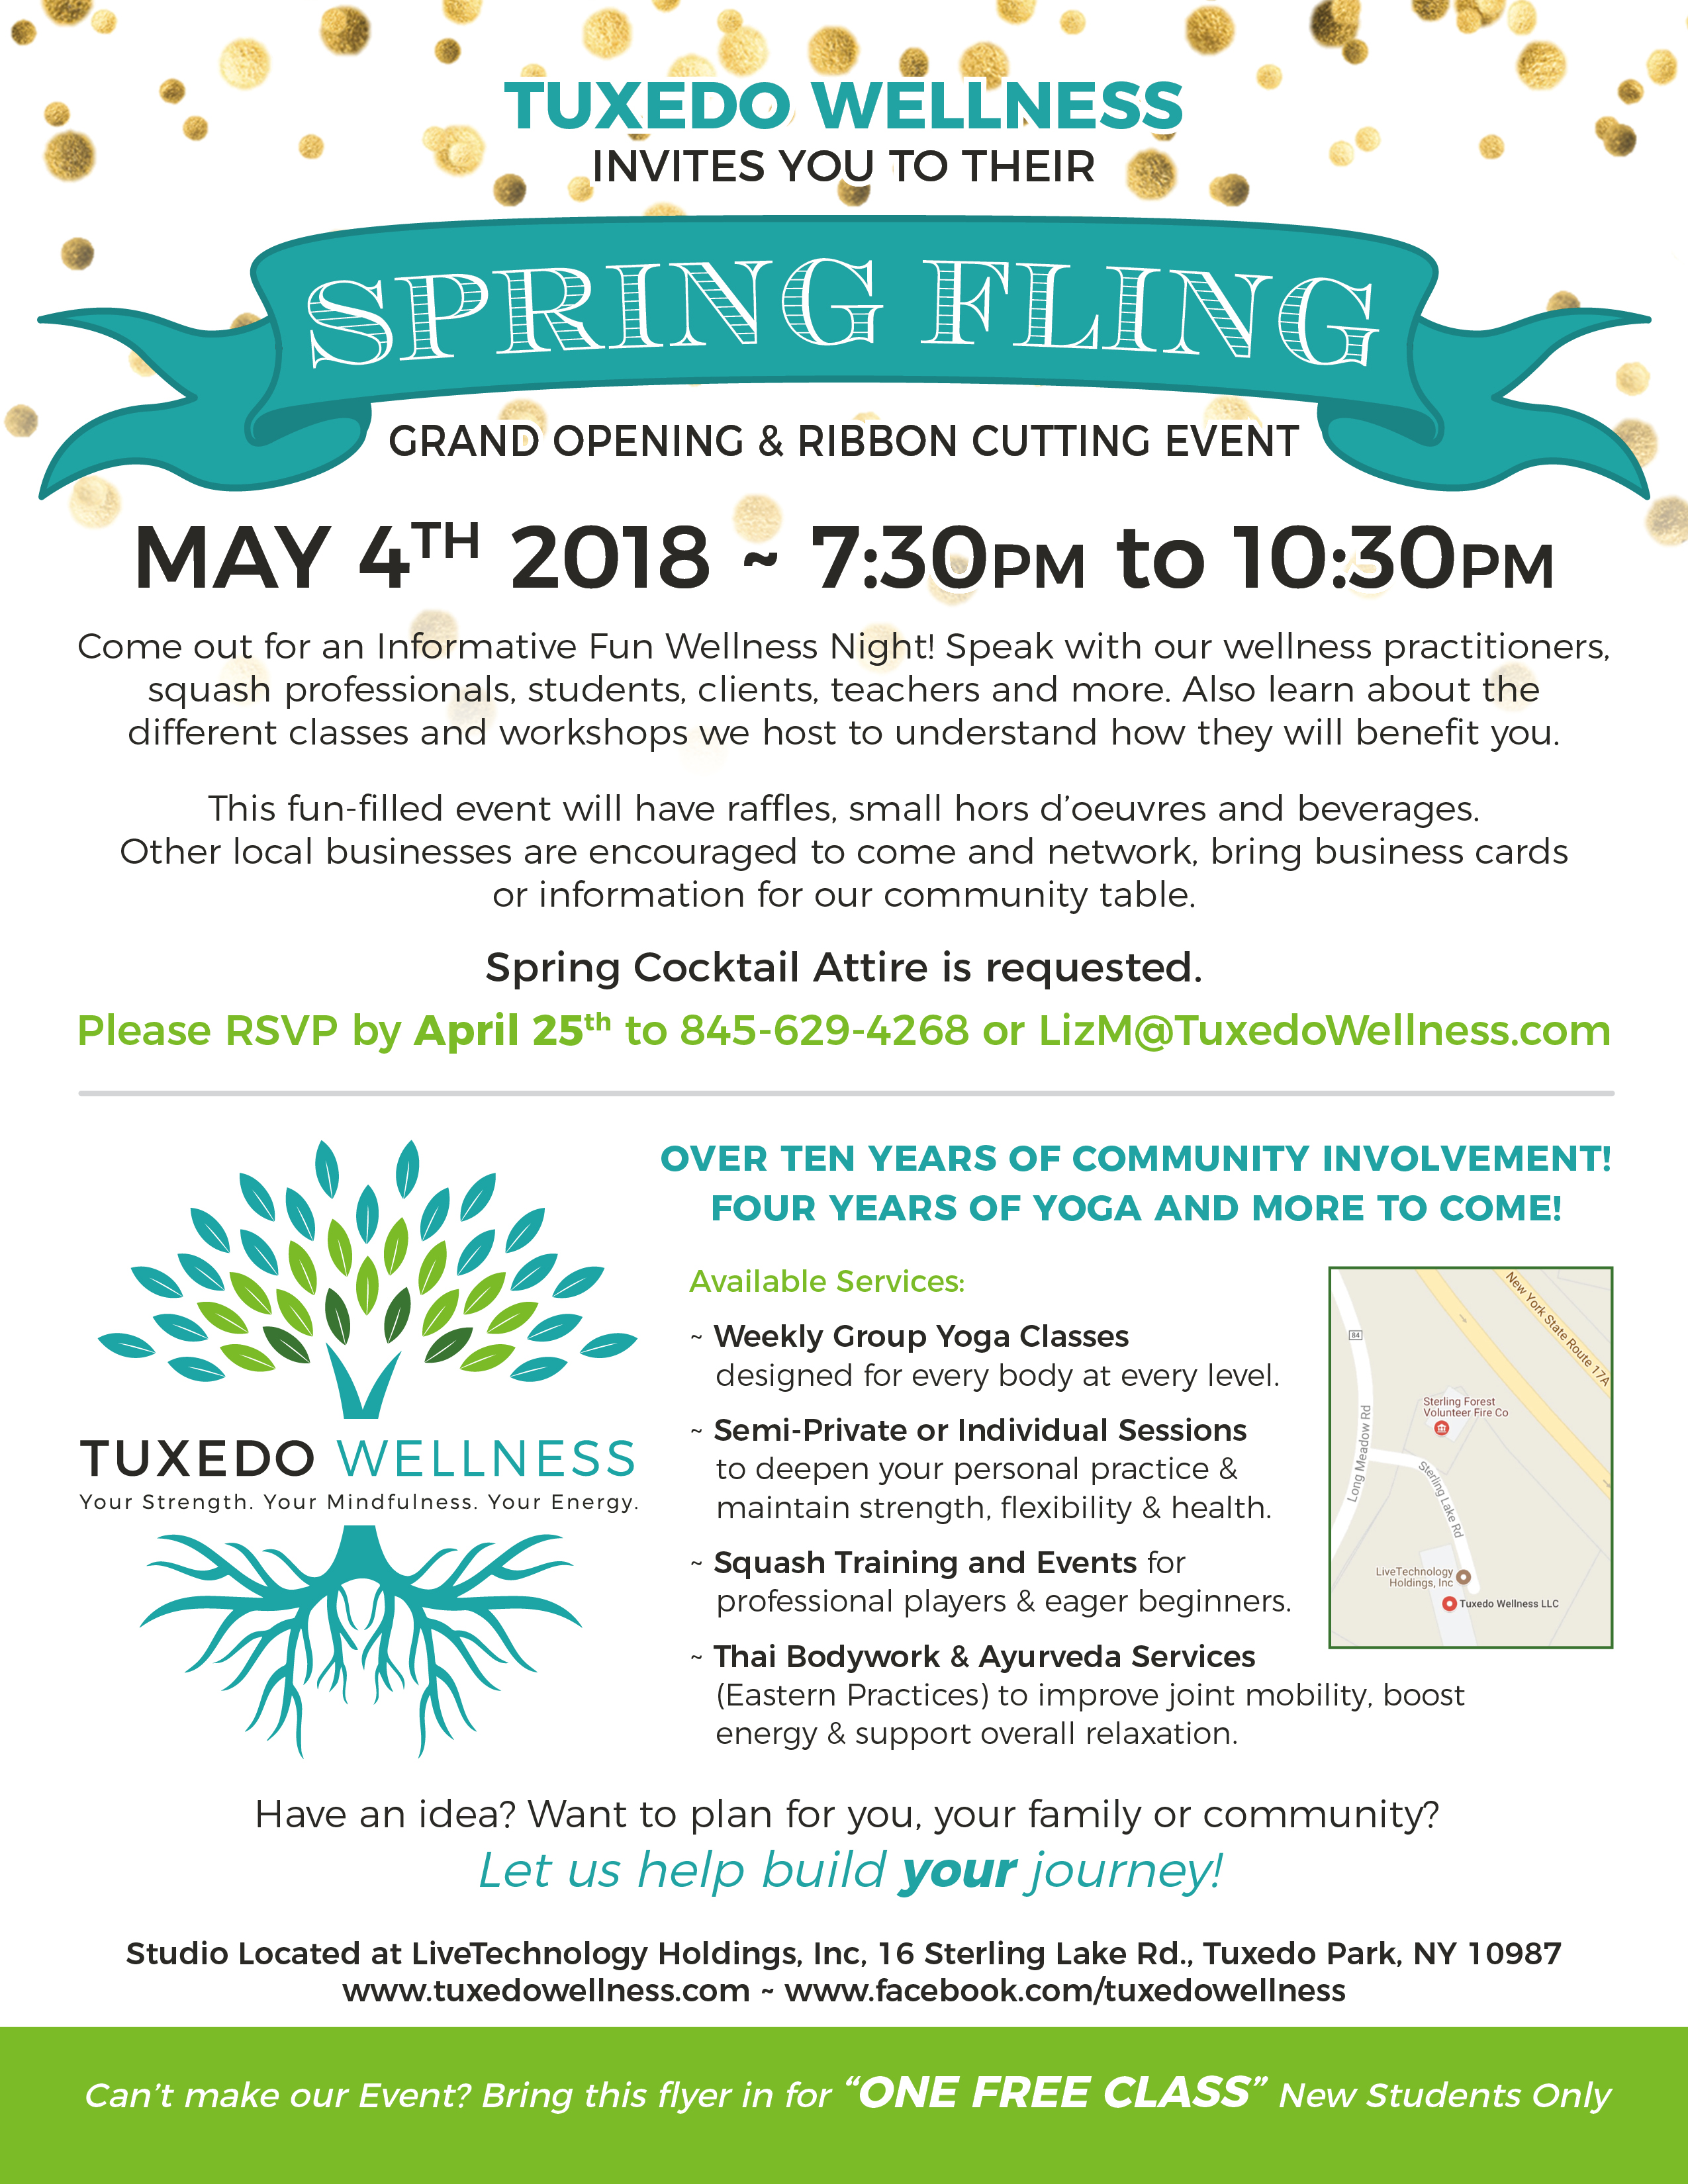 TUXEDO WELLNESS
INVITES YOU TO THEIR
SPRING FLING
GRAND OPENING & RIBBON CUTTING EVENT
MAY 4TH 2018 ~ 7:30PM to 10:30PM
Come out for an Informative Fun Wellness Night! Speak with our wellness practitioners,
squash professionals, students, clients, teachers and more. Also learn about the
different classes and workshops we host to understand how they will benefit you.
This fun-filled event will have raffles, small hors d’oeuvres and beverages.
Other local businesses are encouraged to come and network, bring business cards
or information for our community table.
Spring Cocktail Attire is requested.
Please RSVP by April 25th to 845-629-4268 or LizM@TuxedoWellness.com
TUXEDO WELLNESS
Your Strength. Your Mindfulness. Your Energy.
OVER TEN YEARS OF COMMUNITY INVOLVEMENT!
FOUR YEARS OF YOGA AND MORE TO COME!
Available Services:
~ Weekly Group Yoga Classes
designed for every body at every level.
~ Semi-Private or Individual Sessions
to deepen your personal practice &
maintain strength, flexibility & health.
~ Squash Training and Events for
professional players & eager beginners.
~ Thai Bodywork & Ayurveda Services
(Eastern Practices) to improve joint mobility, boost
energy & support overall relaxation.
New York State Route 17A
84
Sterling Forest
Volunteer Fire Co
Long Meadow Rd
Sterling Lake Rd
LiveTechnology
Holdings, Inc
Tuxedo Wellness LLC
Have an idea? Want to plan for you, your family or community?
Let us help build your journey!
Studio Located at LiveTechnology Holdings, Inc, 16 Sterling Lake Rd., Tuxedo Park, NY 10987
www.tuxedowellness.com ~ www.facebook.com/tuxedowellness
Can’t make our Event? Bring this flyer in for “ONE FREE CLASS” New Students Only